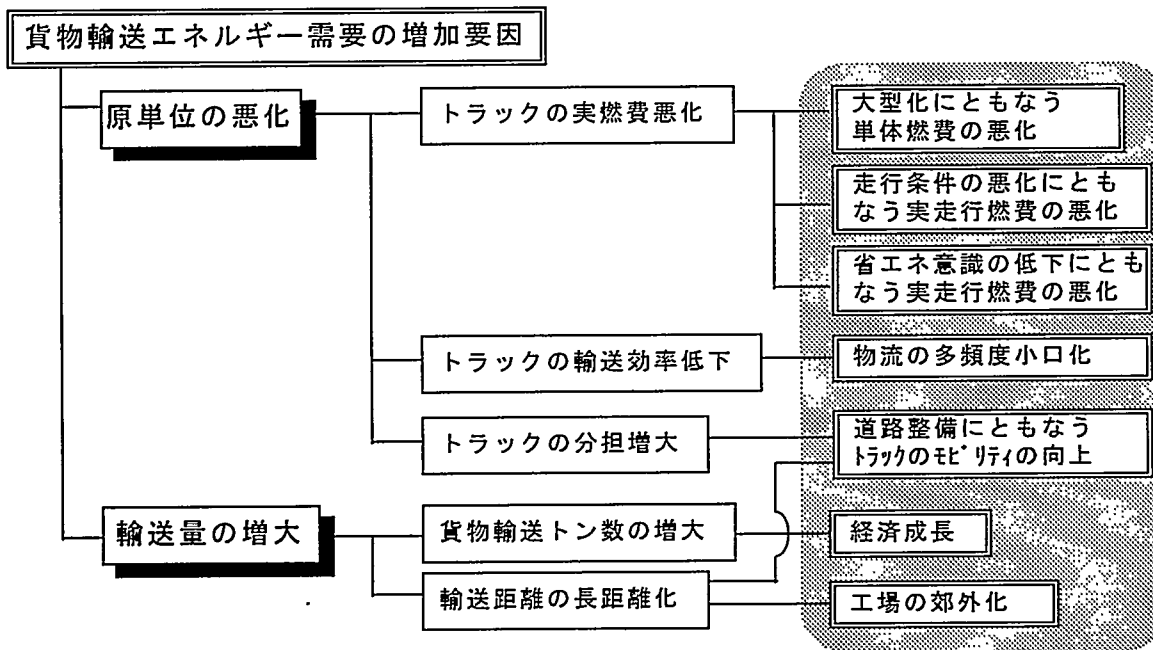 貨物輸送エネルギー需要の増加要因
原単位の悪化
トラックの実燃費悪化
大型化にともなう
単体燃費の悪化
走行条件の悪化にとも
なう実走行燃費の悪化
省エネ意識の低下にとも
なう実走行燃費の悪化
トラックの輸送効率低下
物流の多頻度小口化
トラックの分担増大
道路整備にともなう
ﾄﾗｯｸのﾓﾋﾞﾘﾃｨの向上
輸送量の増大
貨物輸送トン数の増大
経済成長
輸送距離の長距離化
工場の郊外化